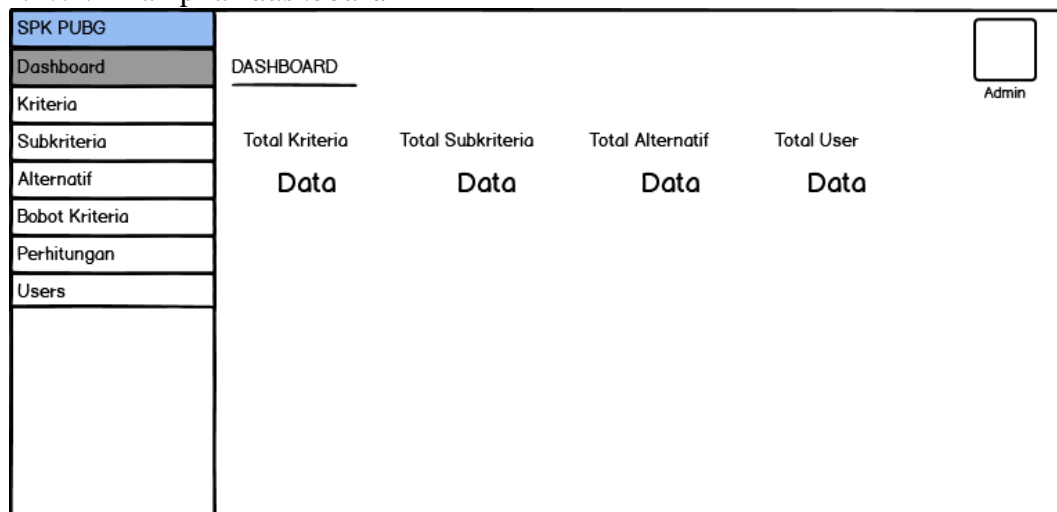 SPK PUBG
Dashboard
Kriteria
Subkriteria
Alternatif
Bobot Kriteria
Perhitungan
Users
DASHBOARD
Admin
Total Kriteria Total Subkriteria Total Alternatif Total User
Data Data Data Data